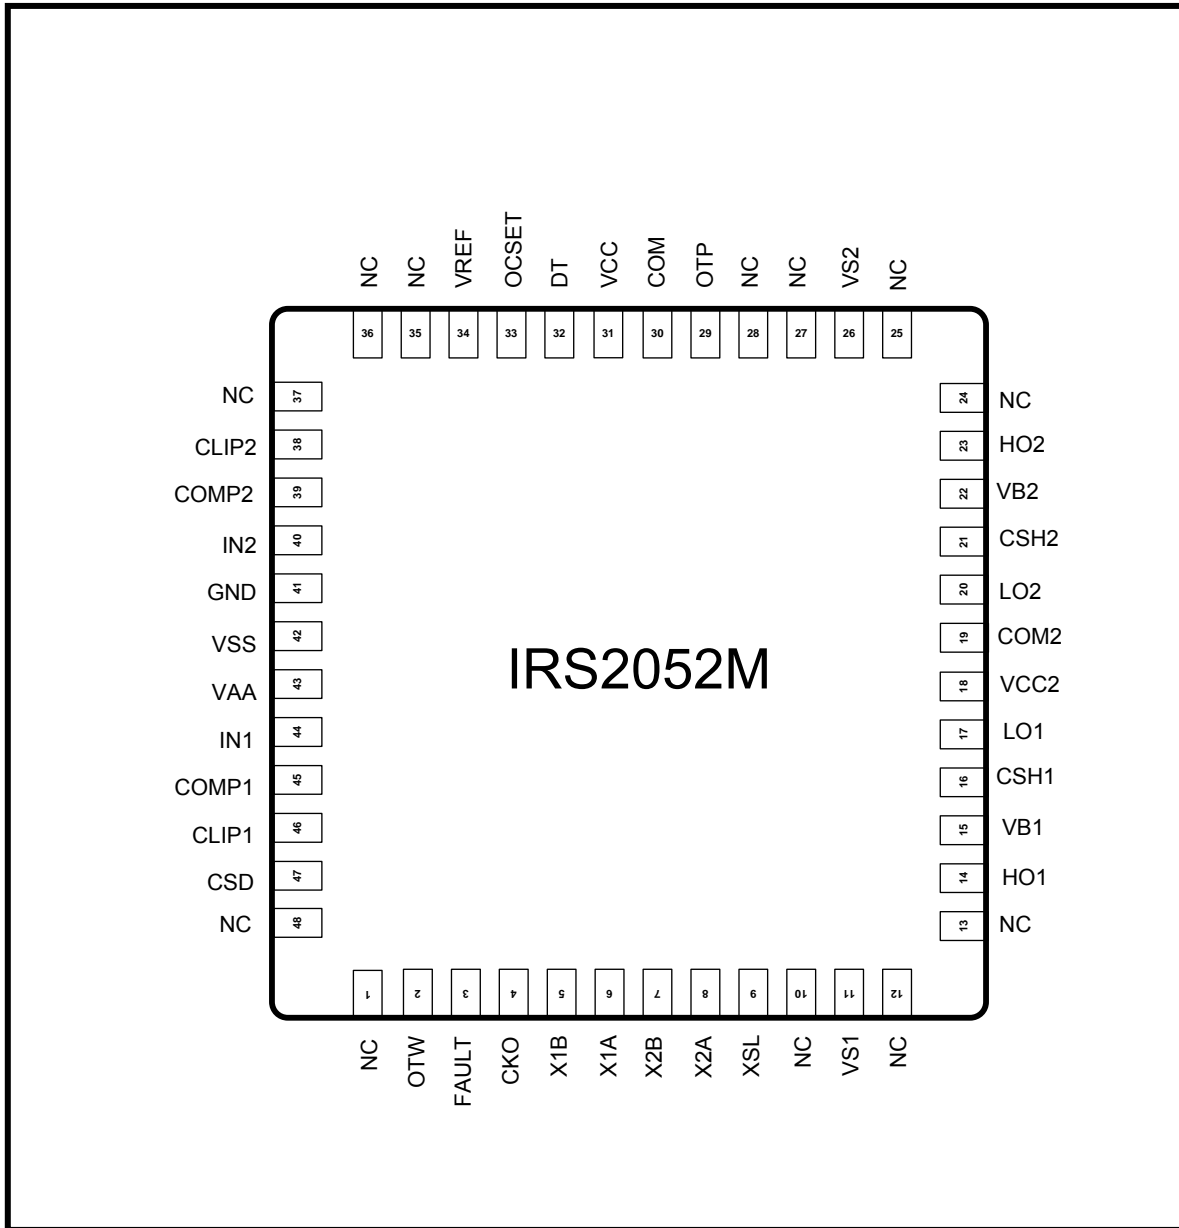 NC
NC
VREF
OCSET
DT
VCC
COM
OTP
NC
NC
VS2
NC
36
35
34
33
32
31
30
29
28
27
26
25
NC 37
CLIP2 38
COMP2 39
IN2 40
GND 41
VSS 42
VAA 43
IN1 44
COMP1 45
CLIP1 46
CSD 47
NC 48
IRS2052M
24 NC
23 HO2
22 VB2
21 CSH2
20 LO2
19 COM2
18 VCC2
17 LO1
16 CSH1
15 VB1
14 HO1
13 NC
1
2
3
4
5
6
7
8
9
10
11
12
NC
OTW
FAULT
CKO
X1B
X1A
X2B
X2A
XSL
NC
VS1
NC